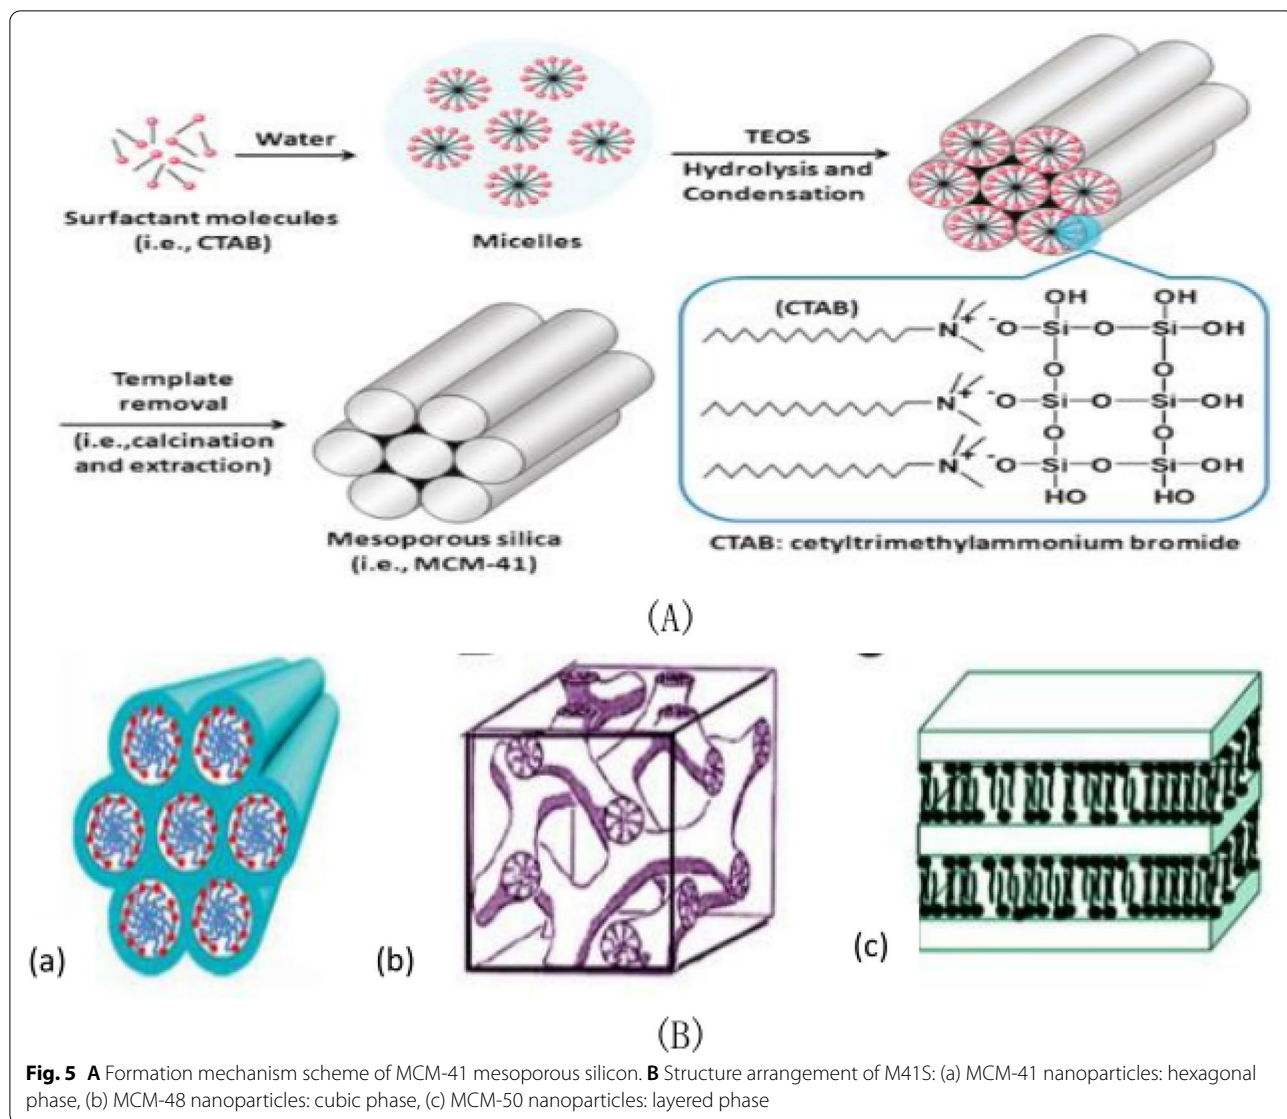 Water
TEOS
Hydrolysis and
Condensation
Surfactant molecules
(i.e., CTAB)
Micelles
Template
removal
(i.e.,calcination
and extraction)
Mesoporous silica
(i.e., MCM-41)
(CTAB)
OH OH
N + - O Si O Si OH
O O
N + - O Si O Si OH
O O
N + - O Si O Si OH
HO HO
CTAB: cetyltrimethylammonium bromide
(A)
(a)
(b)
(c)
(B)
Fig. 5 A Formation mechanism scheme of MCM-41 mesoporous silicon. B Structure arrangement of M41S: (a) MCM-41 nanoparticles: hexagonal
phase, (b) MCM-48 nanoparticles: cubic phase, (c) MCM-50 nanoparticles: layered phase